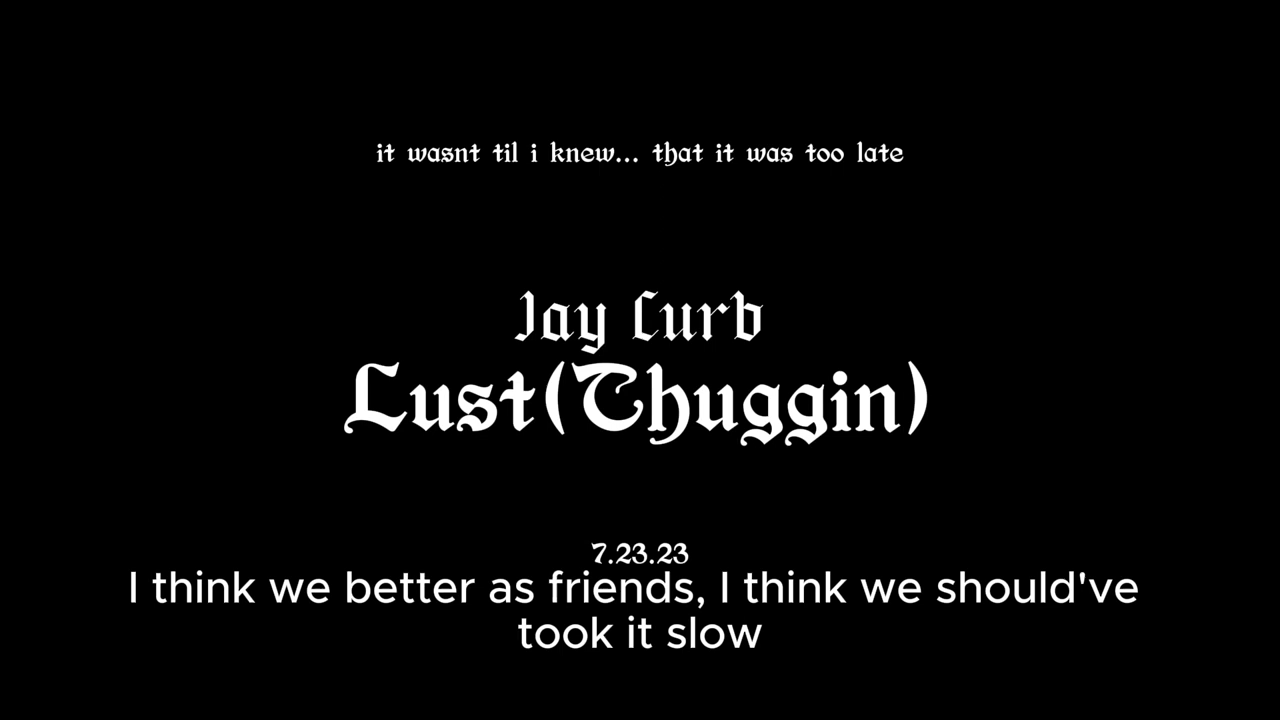 it wasnt til i knew... that it was too late
Jay Curb
Lust(Thuggin)
7.23.23
I think we better as friends, I think we should've
took it slow